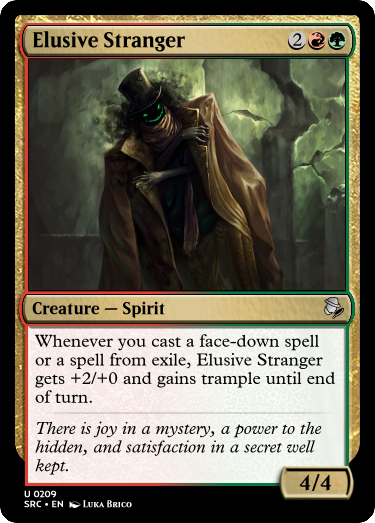 Elusive Stranger 2
Creature — Spirit
Whenever you cast a face-down spell
or a spell from exile, Elusive Stranger
gets +2/+0 and gains trample until end
of turn.
There is joy in a mystery, a power to the
hidden, and satisfaction in a secret well
kept.
4/4
U 0209
SRC • EN Luka Brico